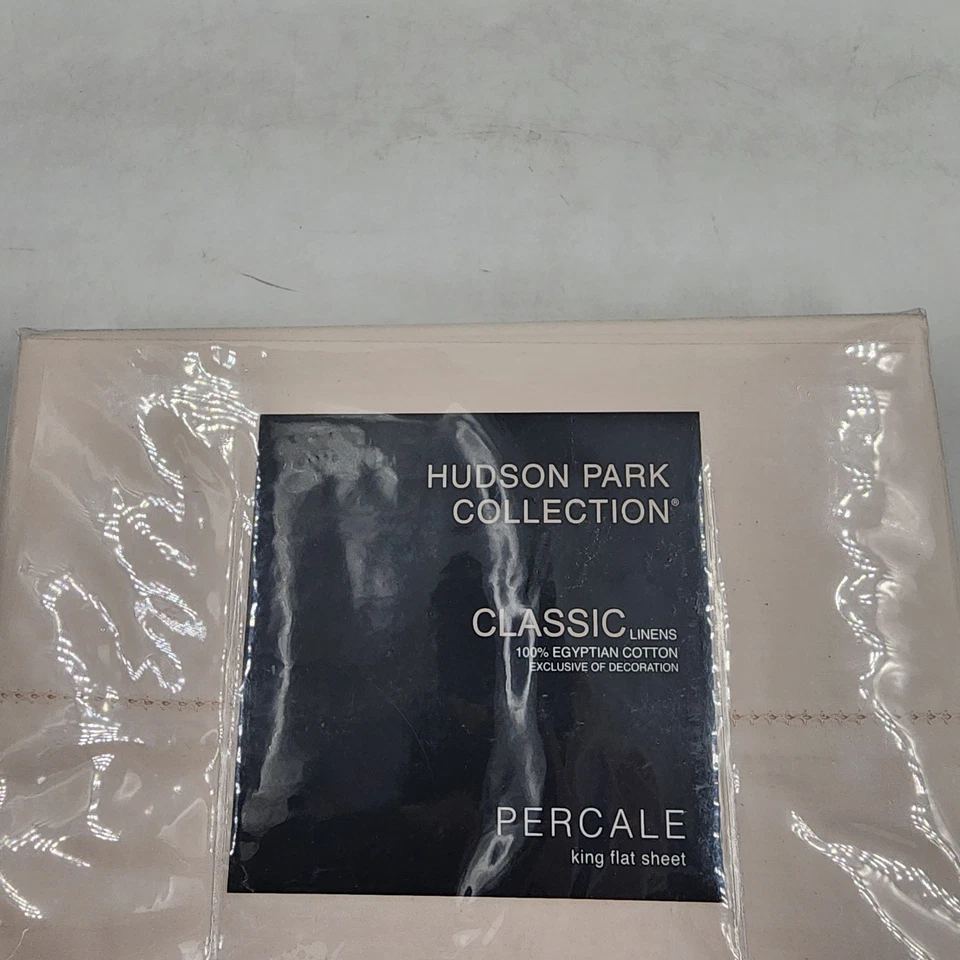 HUDSON PARK
COLLECTION®
CLASSIC LINENS
100% EGYPTIAN COTTON
EXCLUSIVE OF DECORATION
PERCALE
king flat sheet